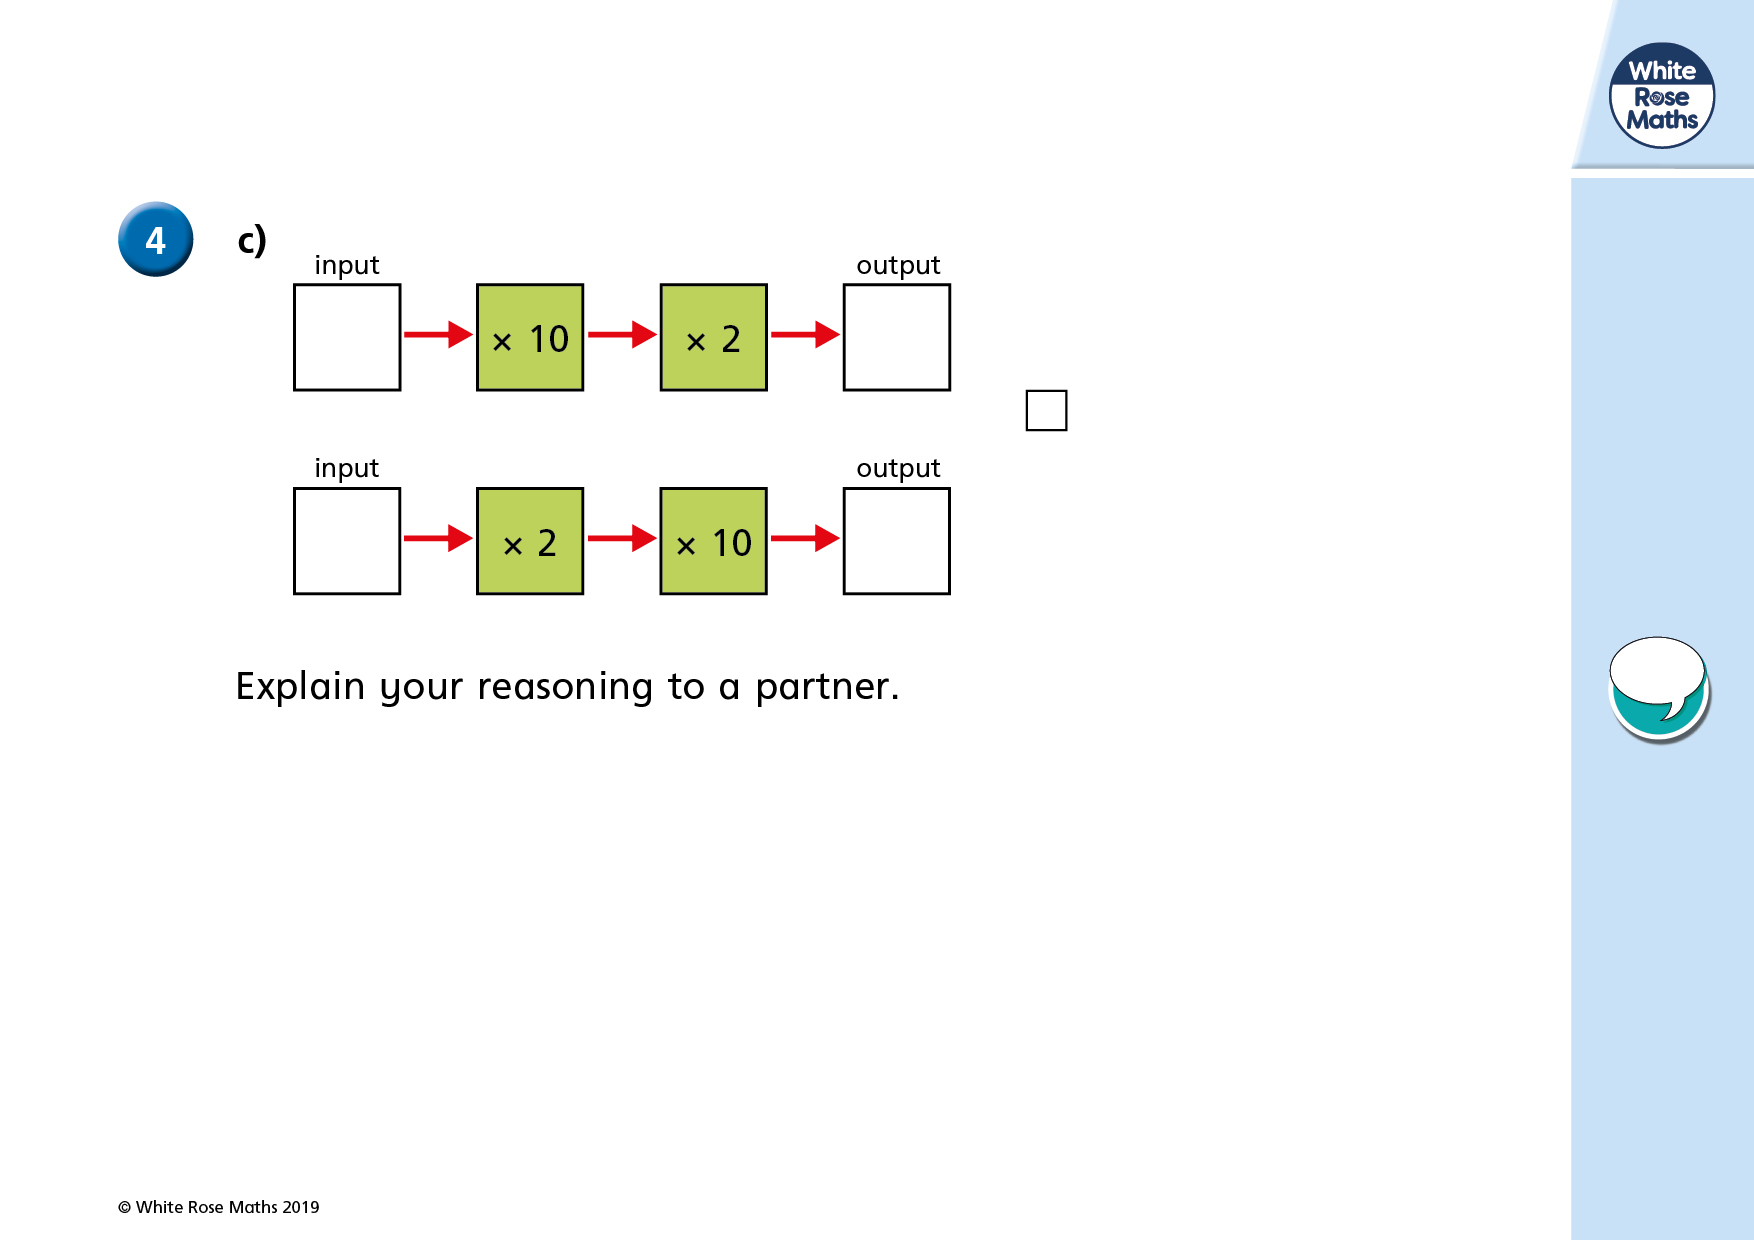 White
Rose
Maths
4 c)
input output
× 10 × 2
input output
× 2 × 10
Explain your reasoning to a partner.
© White Rose Maths 2019